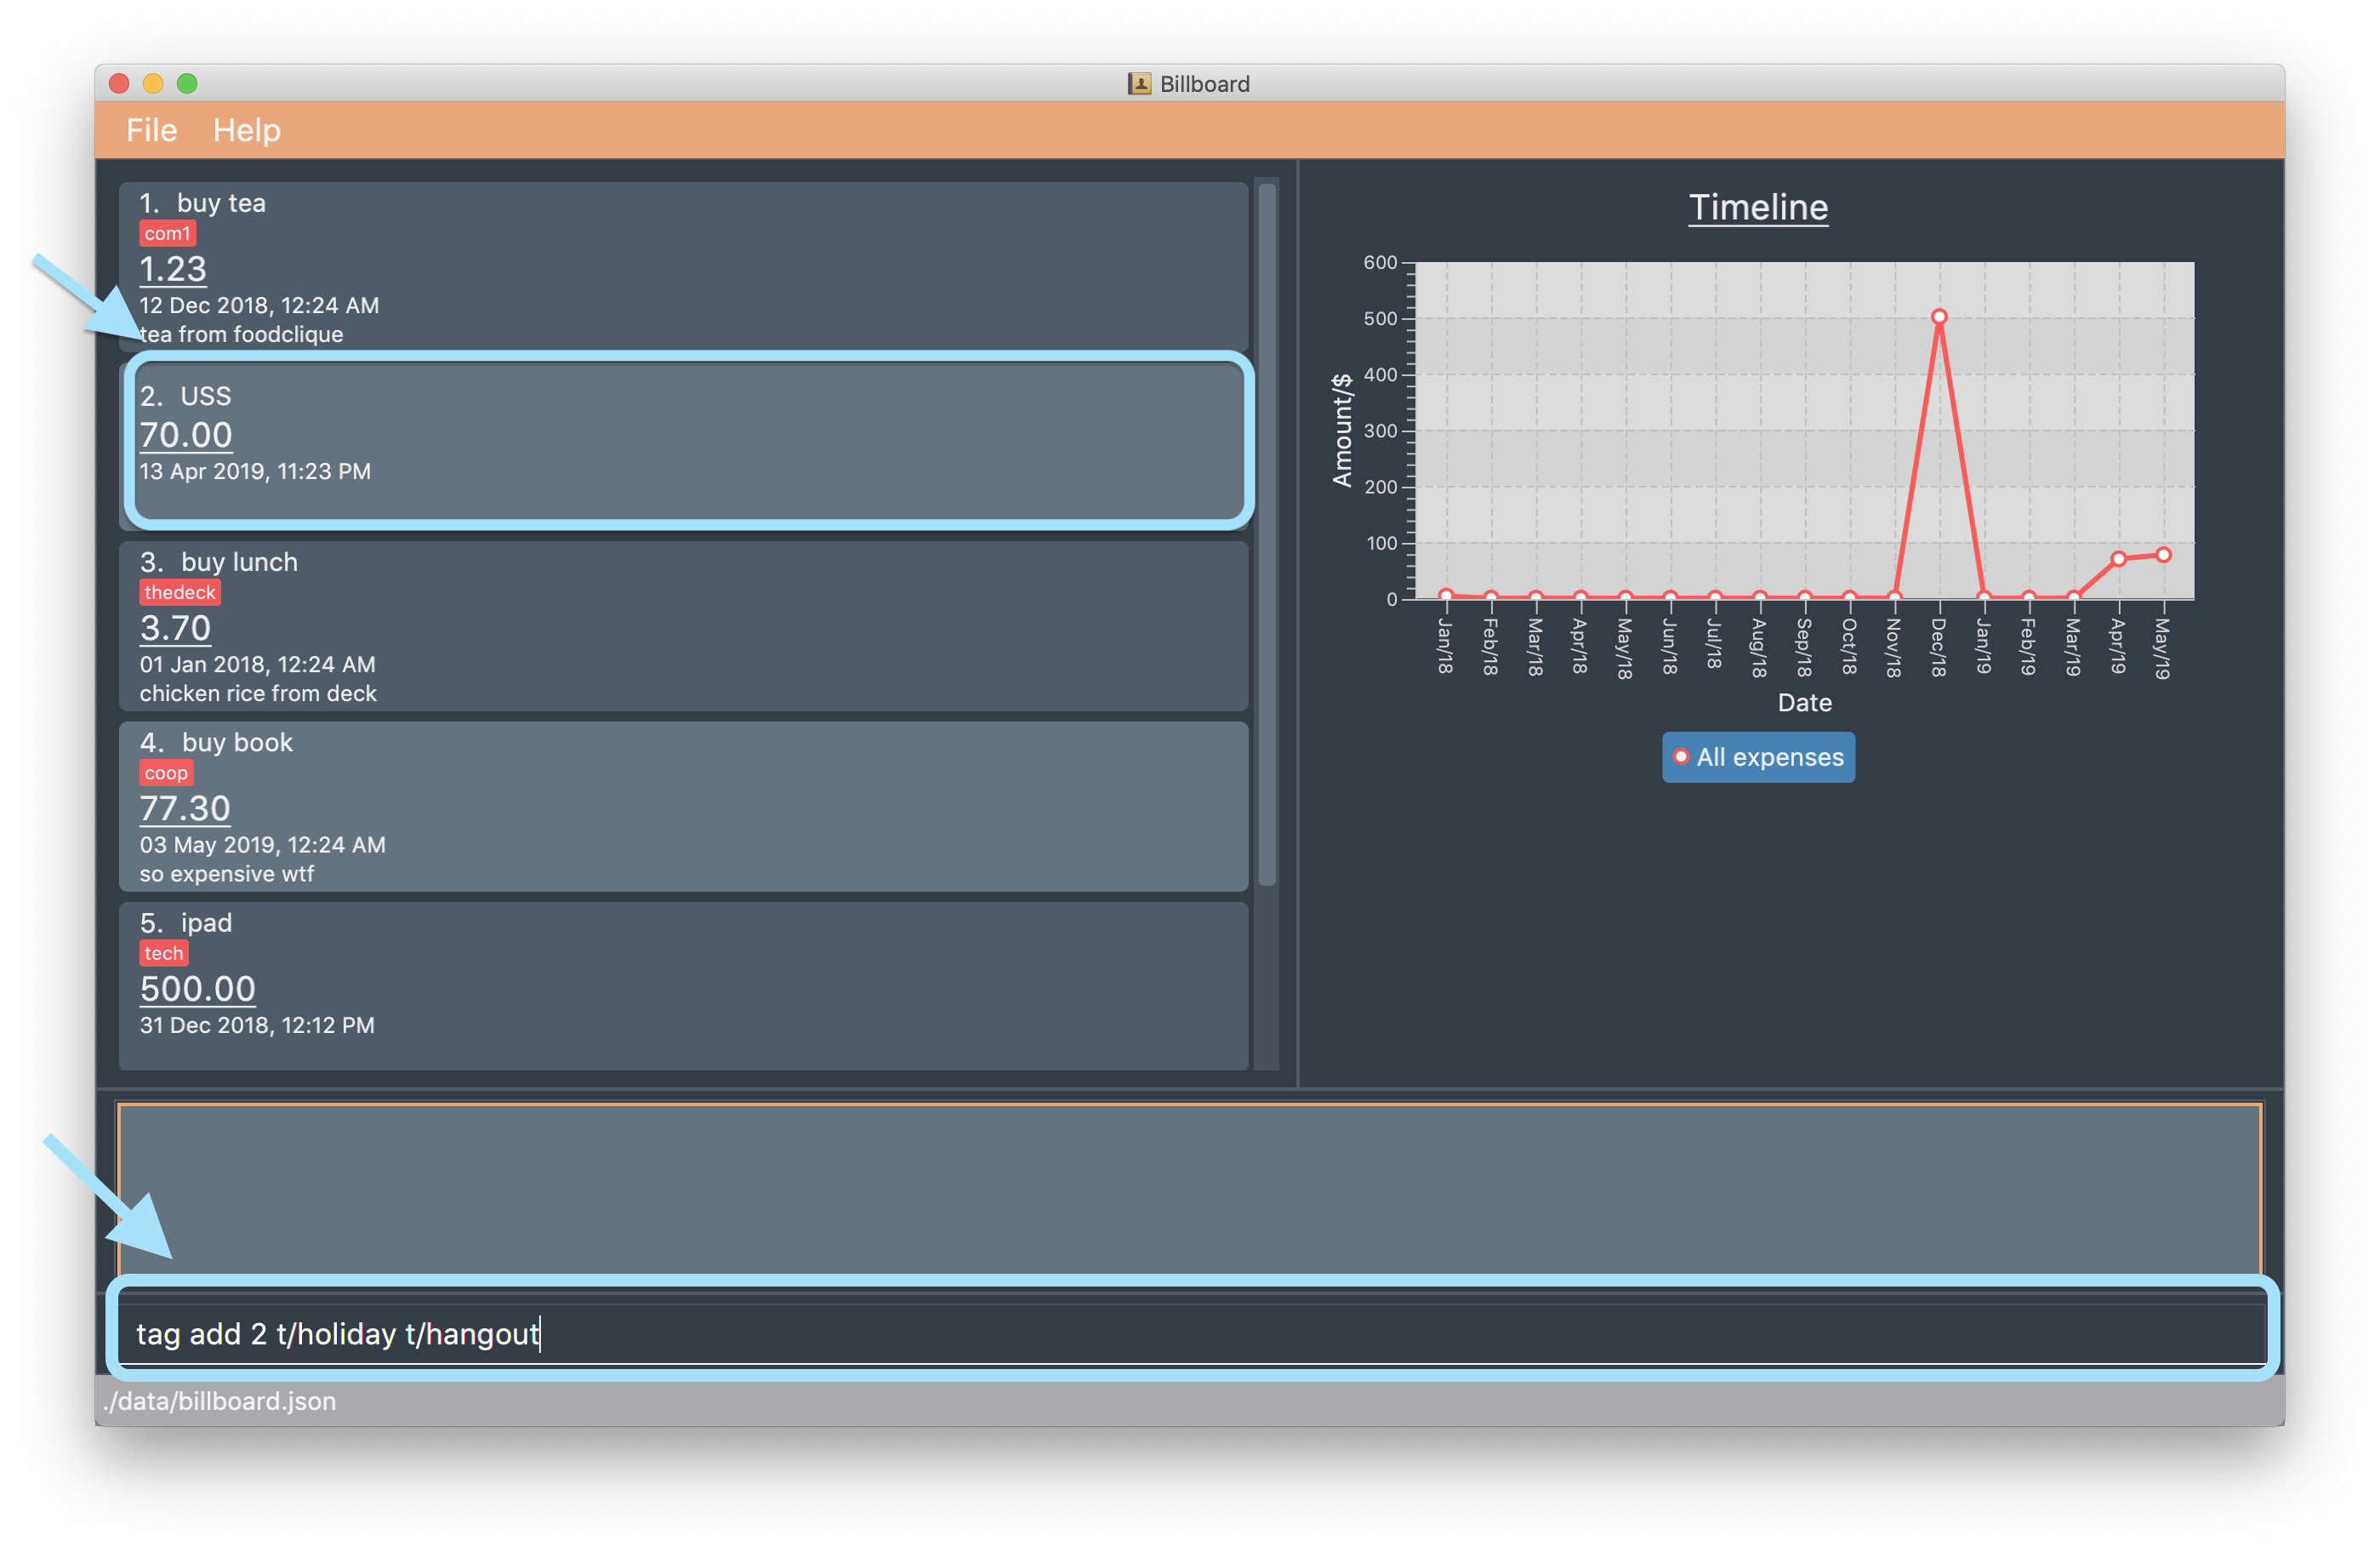 Billboard
File Help
1. buy tea
com1
1.23
12 Dec 2018, 12:24 AM
tea from foodclique
2. USS
70.00
13 Apr 2019, 11:23 PM
3. buy lunch
thedeck
3.70
01 Jan 2018, 12:24 AM
chicken rice from deck
4. buy book
coop
77.30
03 May 2019, 12:24 AM
so expensive wtf
5. ipad
tech
500.00
31 Dec 2018, 12:12 PM
Timeline
600
500
400
300
200
100
0
Amount/$
Jan/18
Feb/18
Mar/18
Apr/18
May/18
Jun/18
Jul/18
Aug/18
Sep/18
Oct/18
Nov/18
Dec/18
Jan/19
Feb/19
Mar/19
Apr/19
May/19
Date
All expenses
tag add 2 t/holiday t/hangout
./data/billboard.json